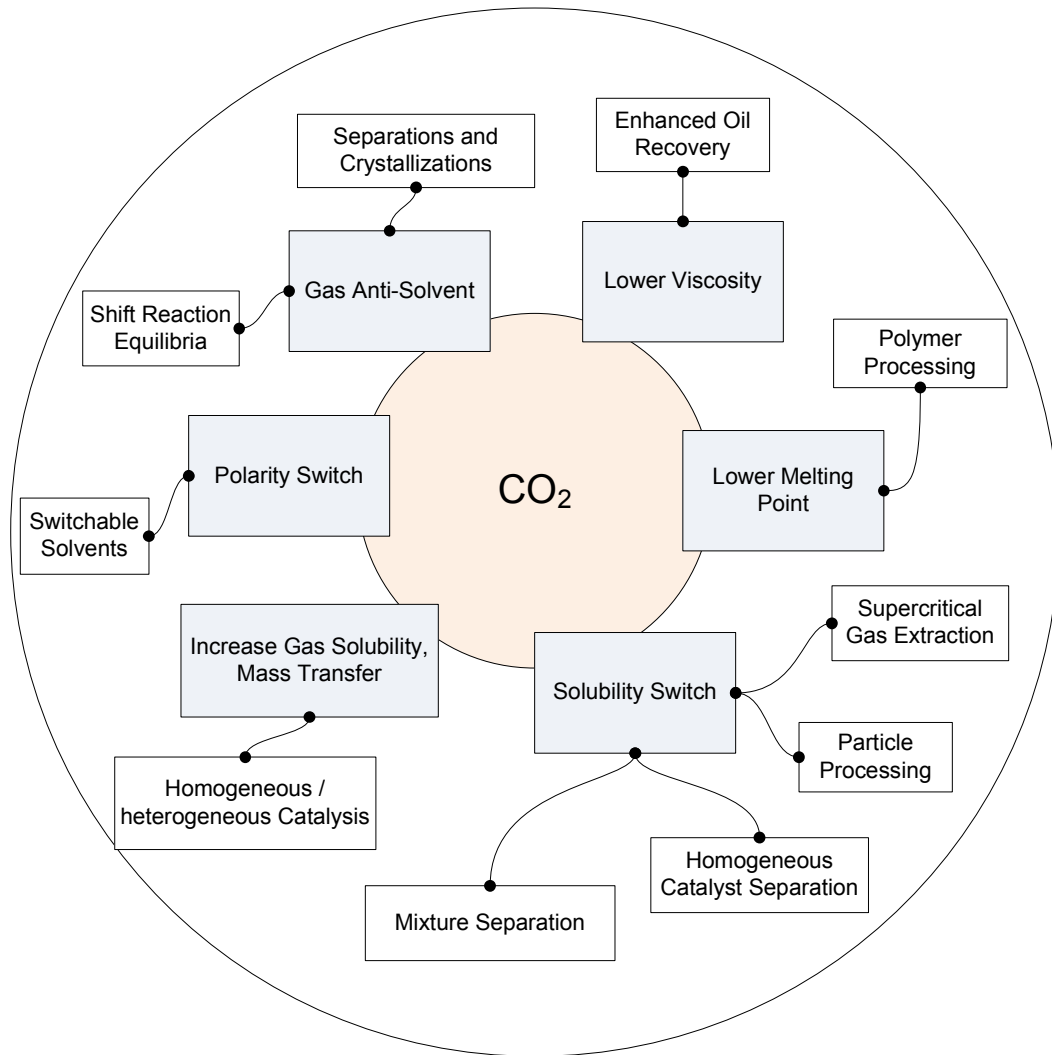 Enhanced Oil
Recovery
Separations and
Crystallizations
Lower Viscosity
Gas Anti-Solvent
Shift Reaction
Equilibria
Polymer
Processing
Polarity Switch
CO₂
Lower Melting
Point
Switchable
Solvents
Supercritical
Gas Extraction
Increase Gas Solubility,
Mass Transfer
Solubility Switch
Particle
Processing
Homogeneous /
heterogeneous Catalysis
Homogeneous
Catalyst Separation
Mixture Separation